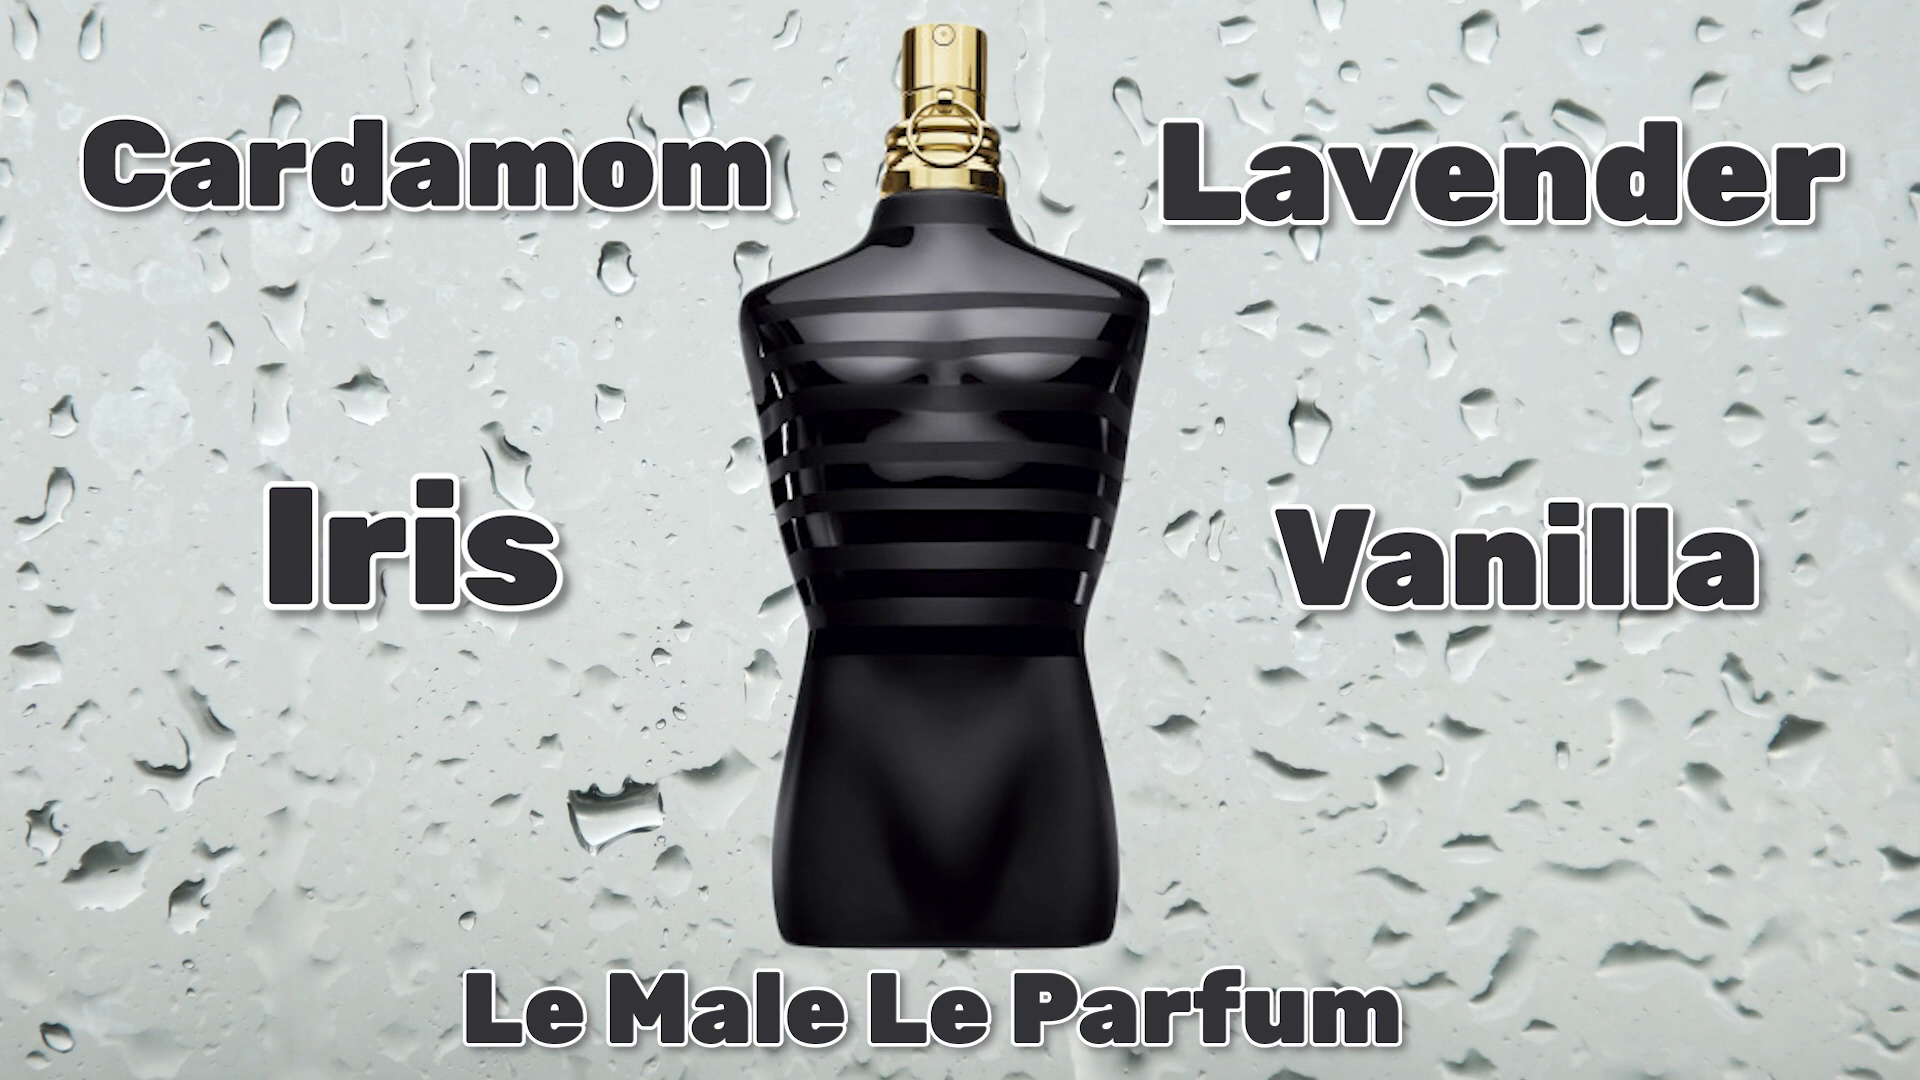 Cardamom
Lavender
Iris
Vanilla
Le Male Le Parfum